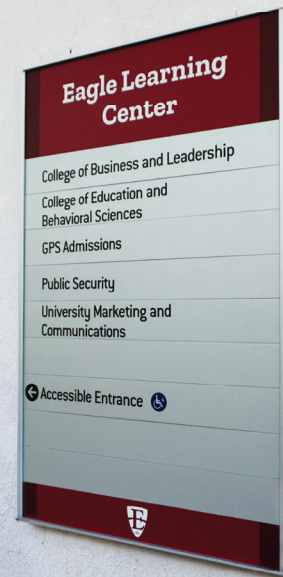 Eagle Learning
Center
College of Business and Leadership
College of Education and
Behavioral Sciences
GPS Admissions
Public Security
University Marketing and
Communications
Accessible Entrance
E